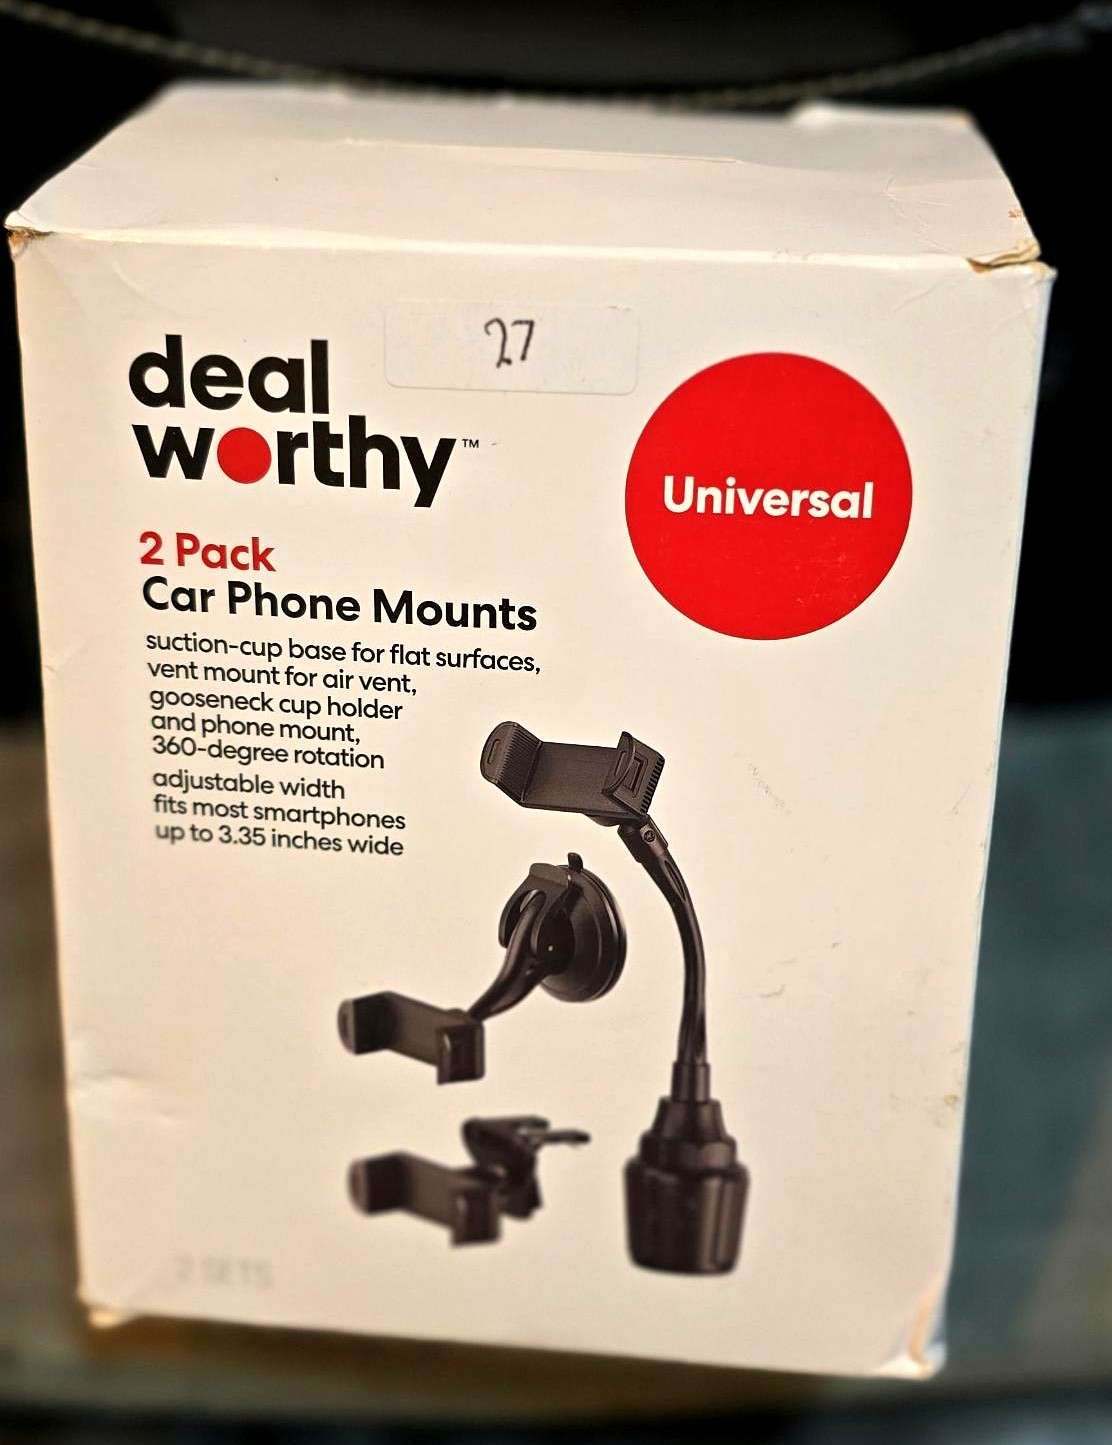 27
deal
worthy™
Universal
2 Pack
Car Phone Mounts
suction-cup base for flat surfaces,
vent mount for air vent,
gooseneck cup holder
and phone mount,
360-degree rotation
adjustable width
fits most smartphones
up to 3.35 inches wide
2 SETS